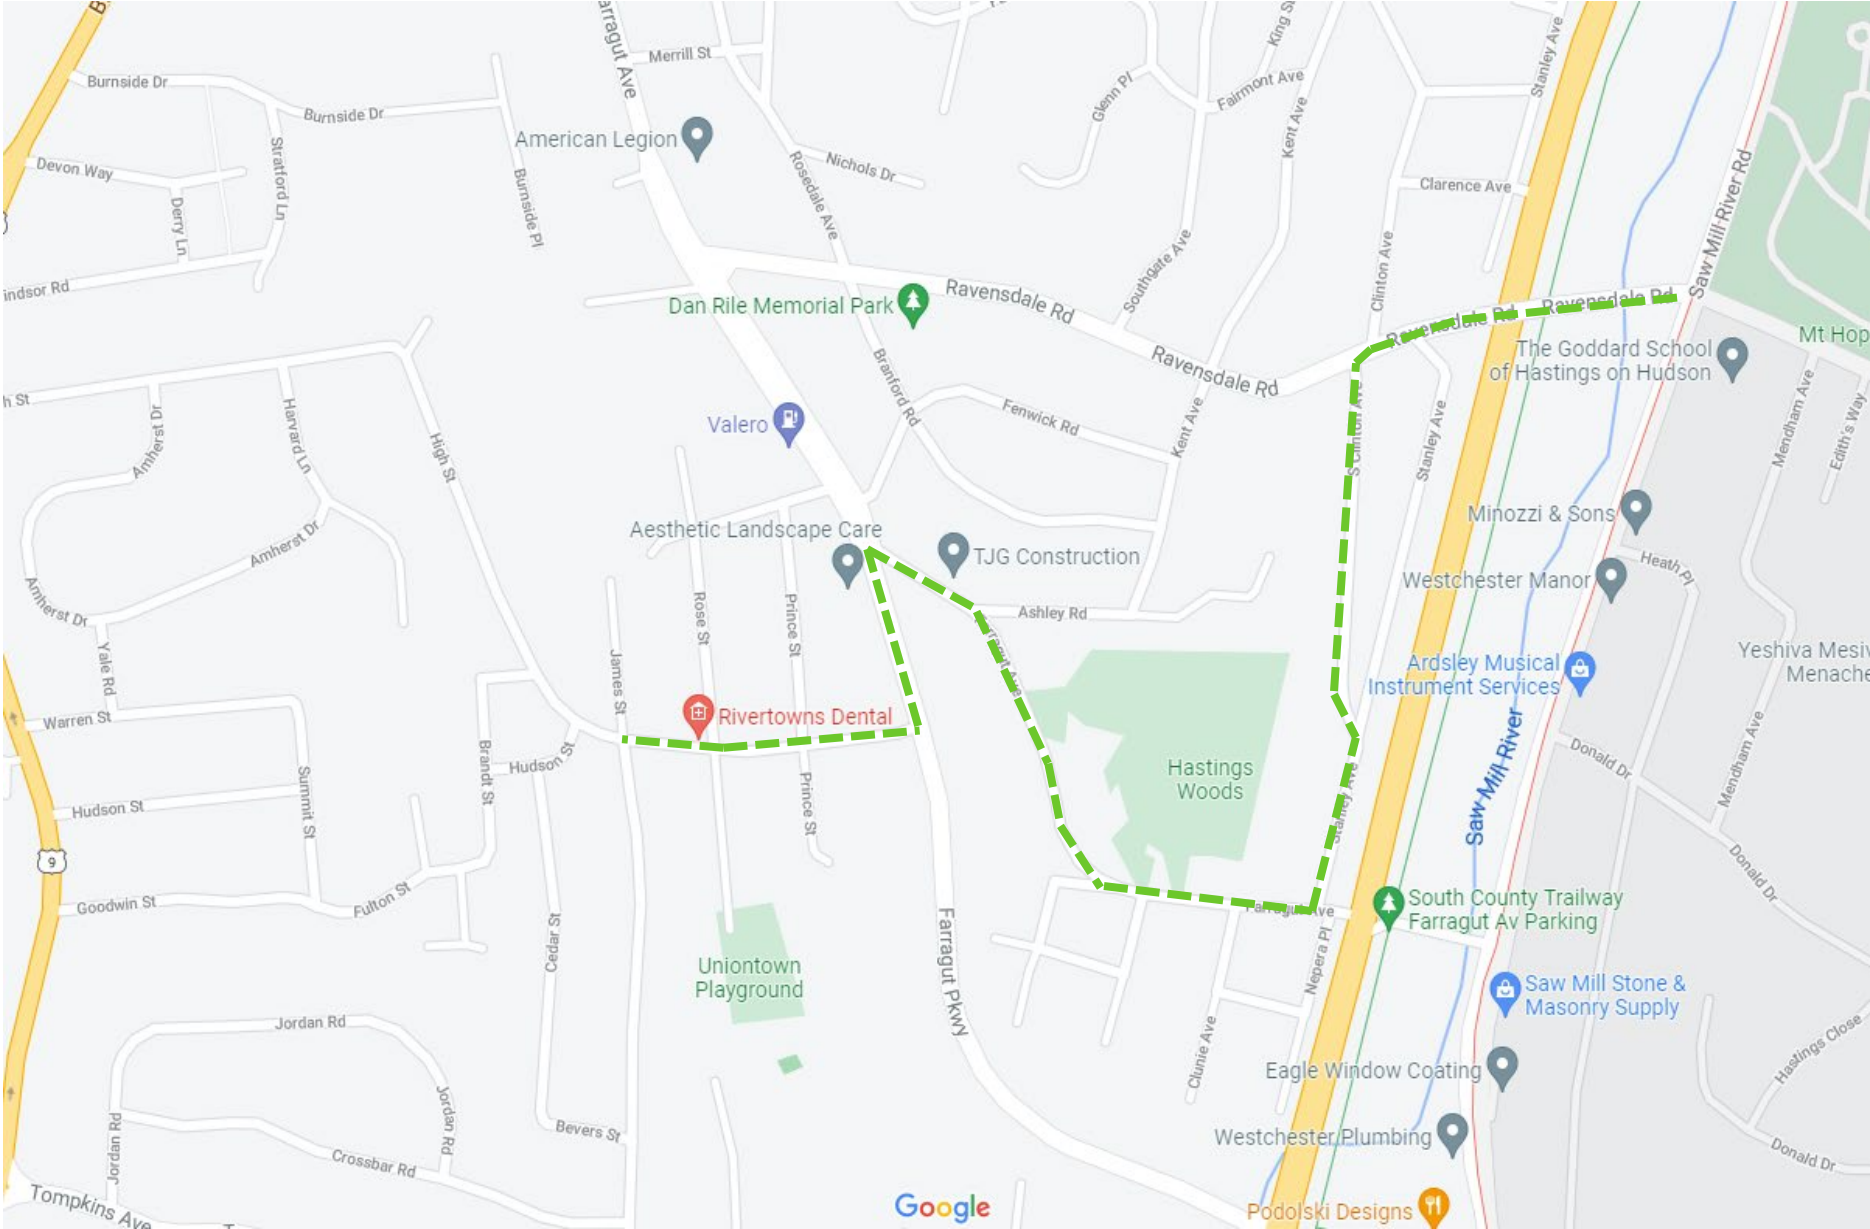 B
Farragut Ave
Merrill St
King S
Stanley Ave
Burnside Dr
Burnside Dr
Glenn Pl
Fairmont Ave
Kent Ave
American Legion
Stratford Ln
Devon Way
Nichols Dr
Rosedale Ave
Burnside Pl
Clarence Ave
Saw Mill River Rd
Derry Ln
Southgate Ave
Clinton Ave
indsor Rd
Dan Rile Memorial Park
Ravensdale Rd
Ravensdale Rd
Ravensdale Rd
Mt Hop
The Goddard School
of Hastings on Hudson
Ravensdale Rd
Branford Rd
h St
Amherst Dr
Harvard Ln
High St
Valero
Fenwick Rd
Kent Ave
S Clinton Ave
Stanley Ave
Mendham Ave
Edith's Way
Amherst Dr
Aesthetic Landscape Care
TJG Construction
Minozzi & Sons
Heath Pl
Westchester Manor
Amherst Dr
Rose St
Prince St
Ashley Rd
Farragut Ave
Yale Rd
James St
Ardsley Musical
Instrument Services
Yeshiva Mesiv
Menache
Warren St
Rivertowns Dental
Hudson St
Brandt St
Summit St
Hudson St
Prince St
Hastings
Woods
Stanley Ave
Saw Mill River
Donald Dr
Mendham Ave
9
Goodwin St
Fulton St
Cedar St
Farragut Ave
South County Trailway
Farragut Av Parking
Donald Dr
Uniontown
Playground
Farragut Pkwy
Nepera Pl
Saw Mill Stone &
Masonry Supply
Jordan Rd
Clunie Ave
Hastings Close
Eagle Window Coating
Jordan Rd
Jordan Rd
Bevers St
Westchester Plumbing
Donald Dr
Crossbar Rd
Tompkins Ave
Google
Podolski Designs